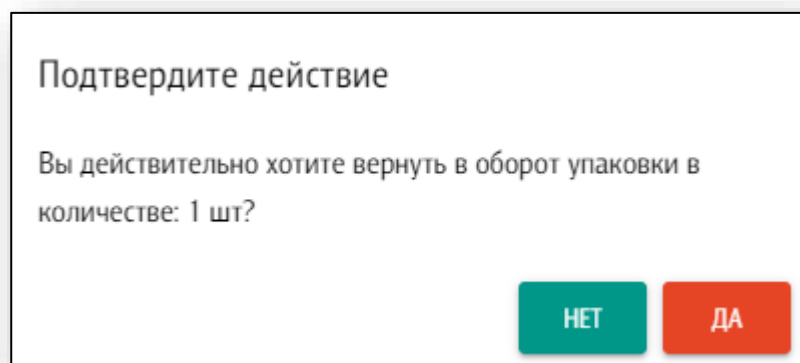 Подтвердите действие
Вы действительно хотите вернуть в оборот упаковки в
количестве: 1 шт?
НЕТ ДА